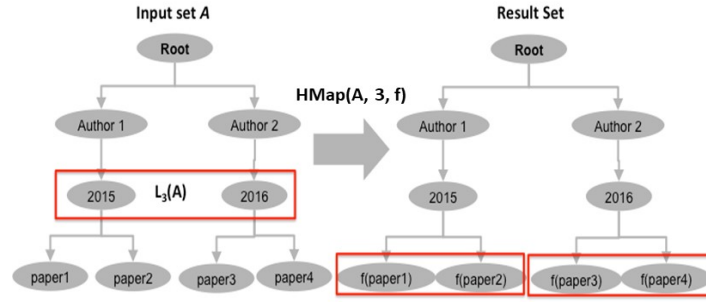 Input set A
Result Set
Root
Root
HMap(A, 3, f)
Author 1
Author 2
Author 1
Author 2
2015
L₃(A)
2016
2015
2016
paper1
paper2
paper3
paper4
f(paper1)
f(paper2)
f(paper3)
f(paper4)